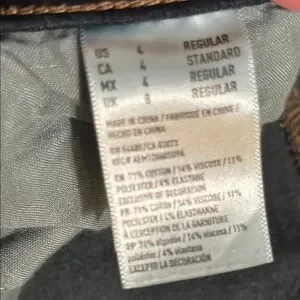 US 4 REGULAR
CA 4 STANDARD
MX 4 REGULAR
UK 8 REGULAR
MADE IN CHINA / FABRIQUÉ EN CHINE /
HECHO EN CHINA
EN 71% COTTON / 14% VISCOSE / 11%
POLYESTER / 4% ELASTANE
EXCLUSIVE OF DECORATION
FR 71% COTON / 14% VISCOSE / 11%
POLYESTER / 4% ÉLASTHANNE
À L'EXCEPTION DE LA GARNITURE
SP 71% algodón / 14% viscosa / 11%
poliéster / 4% elastano
EXCEPTO LA DECORACIÓN